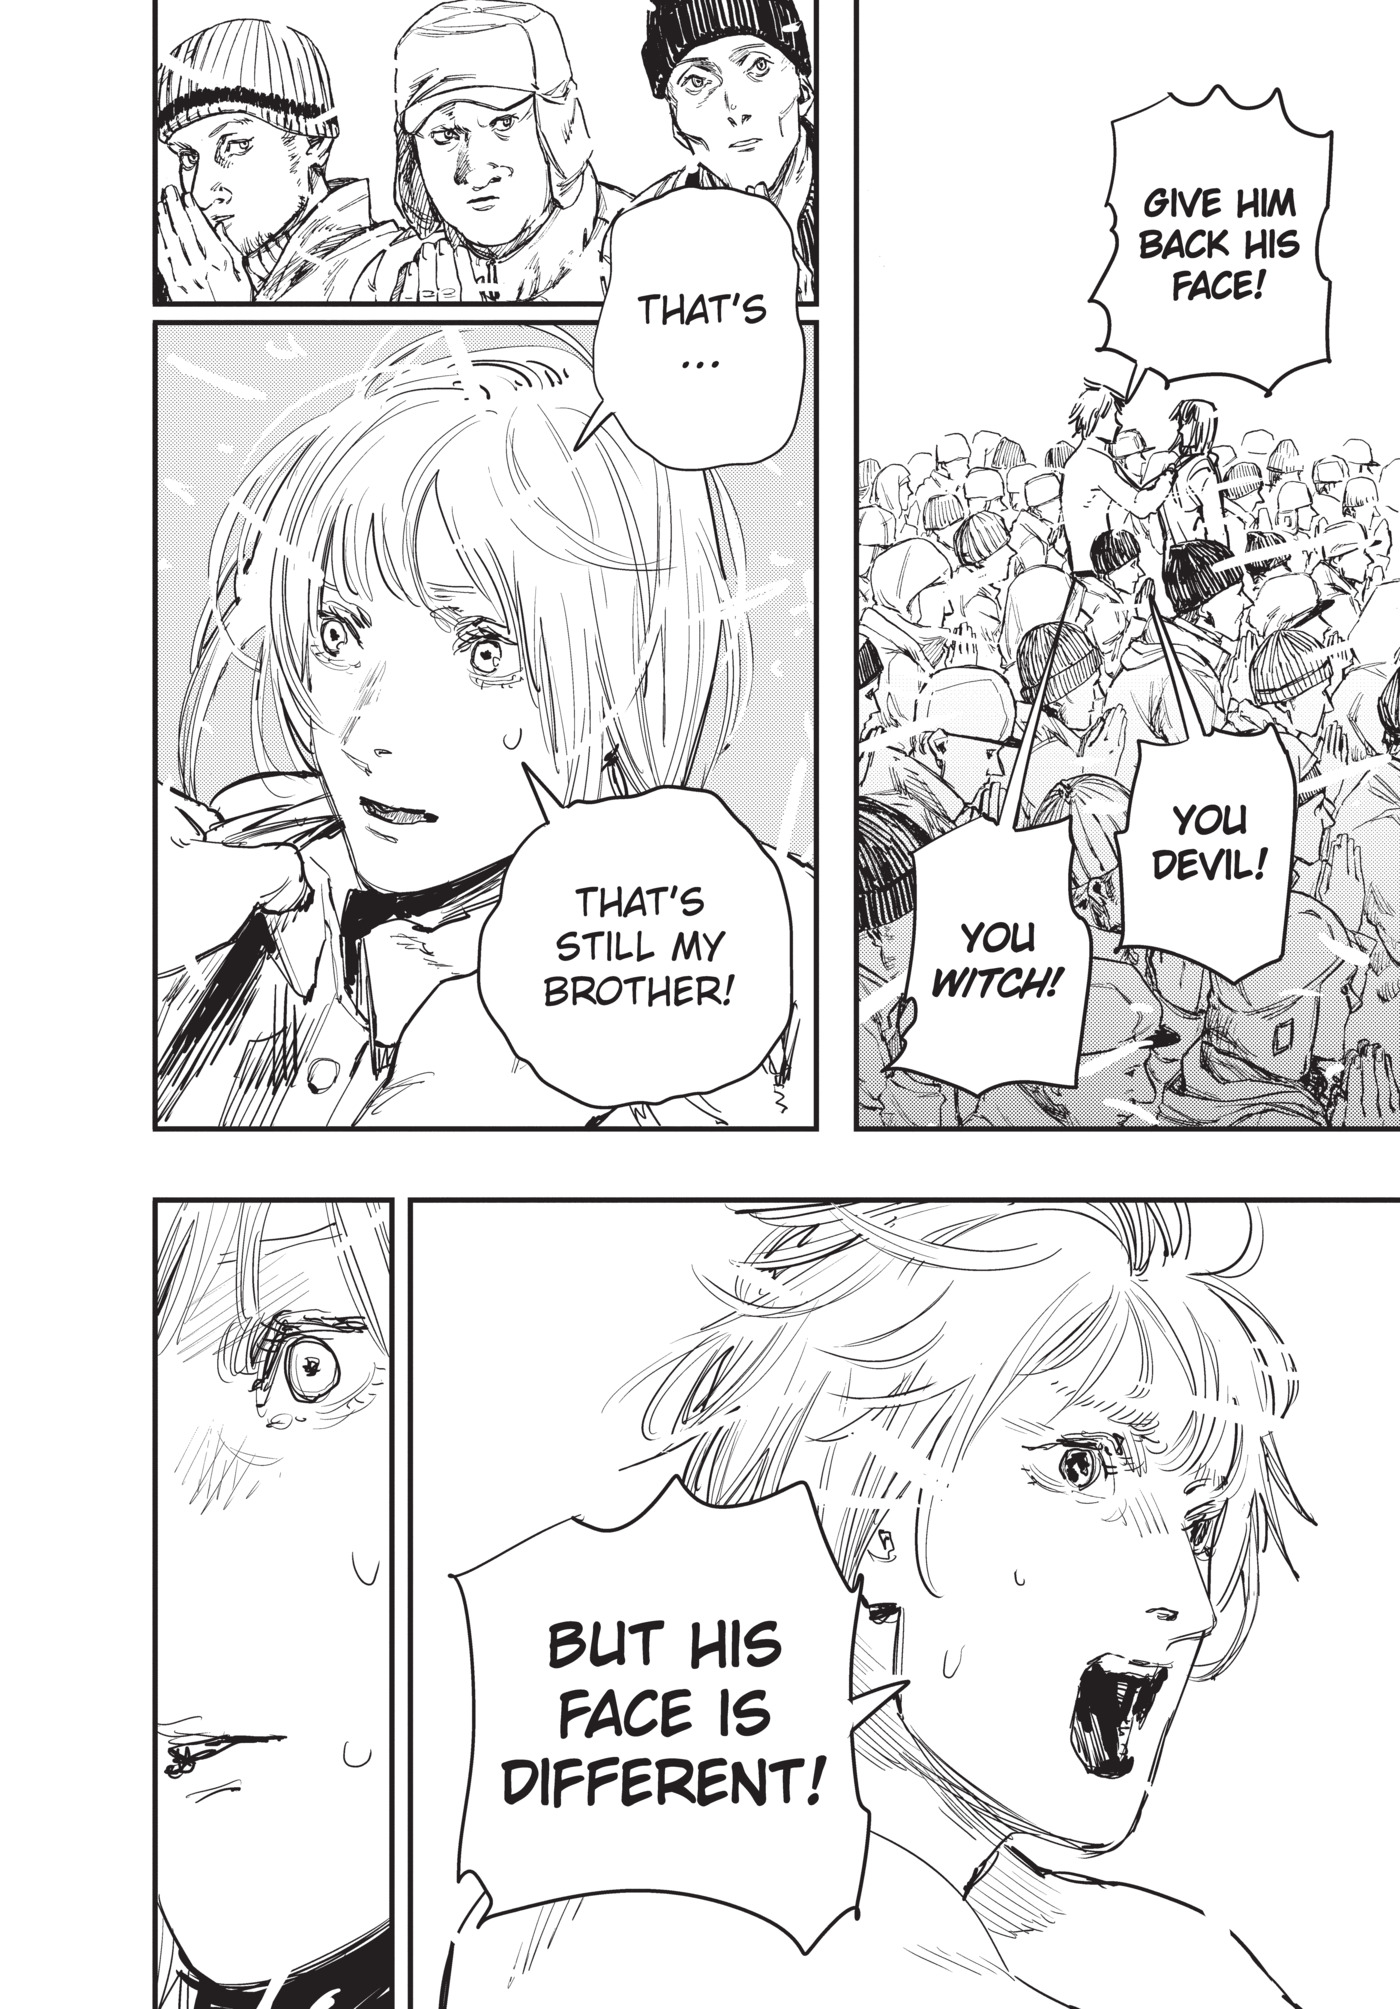 GIVE HIM
BACK HIS
FACE!
YOU
DEVIL!
YOU
WITCH!
THAT'S
...
THAT'S
STILL MY
BROTHER!
BUT HIS
FACE IS
DIFFERENT!